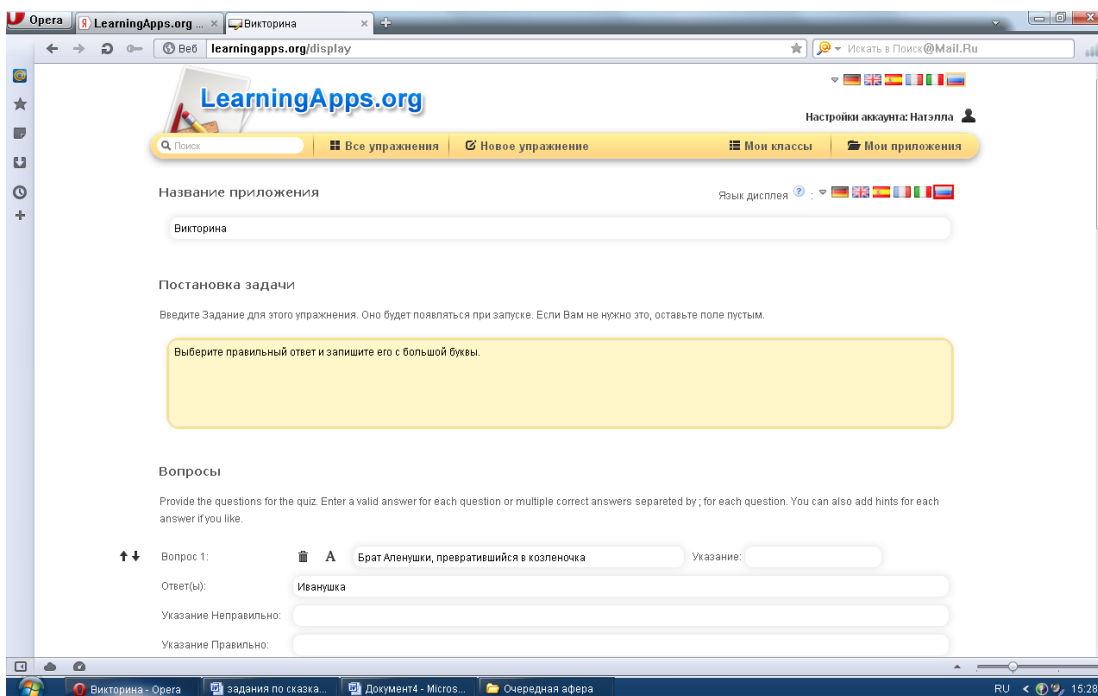 Opera
LearningApps.org ...
Викторина
Веб
learningapps.org/display
Искать в Поиск@Mail.Ru
LearningApps.org
Настройки аккаунта: Натэлла
Поиск
Все упражнения
Новое упражнение
Мои классы
Мои приложения
Название приложения
Язык дисплея ? :
Викторина
Постановка задачи
Введите Задание для этого упражнения. Оно будет появляться при запуске. Если Вам не нужно это, оставьте поле пустым.
Выберите правильный ответ и запишите его с большой буквы.
Вопросы
Provide the questions for the quiz. Enter a valid answer for each question or multiple correct answers separeted by ; for each question. You can also add hints for each
answer if you like.
Вопрос 1:
A
Брат Аленушки, превратившийся в козленочка
Указание:
Ответ(ы):
Иванушка
Указание Неправильно:
Указание Правильно:
Викторина - Opera
задания по сказка...
Документ4 - Micros...
Очередная афера
RU
15:28